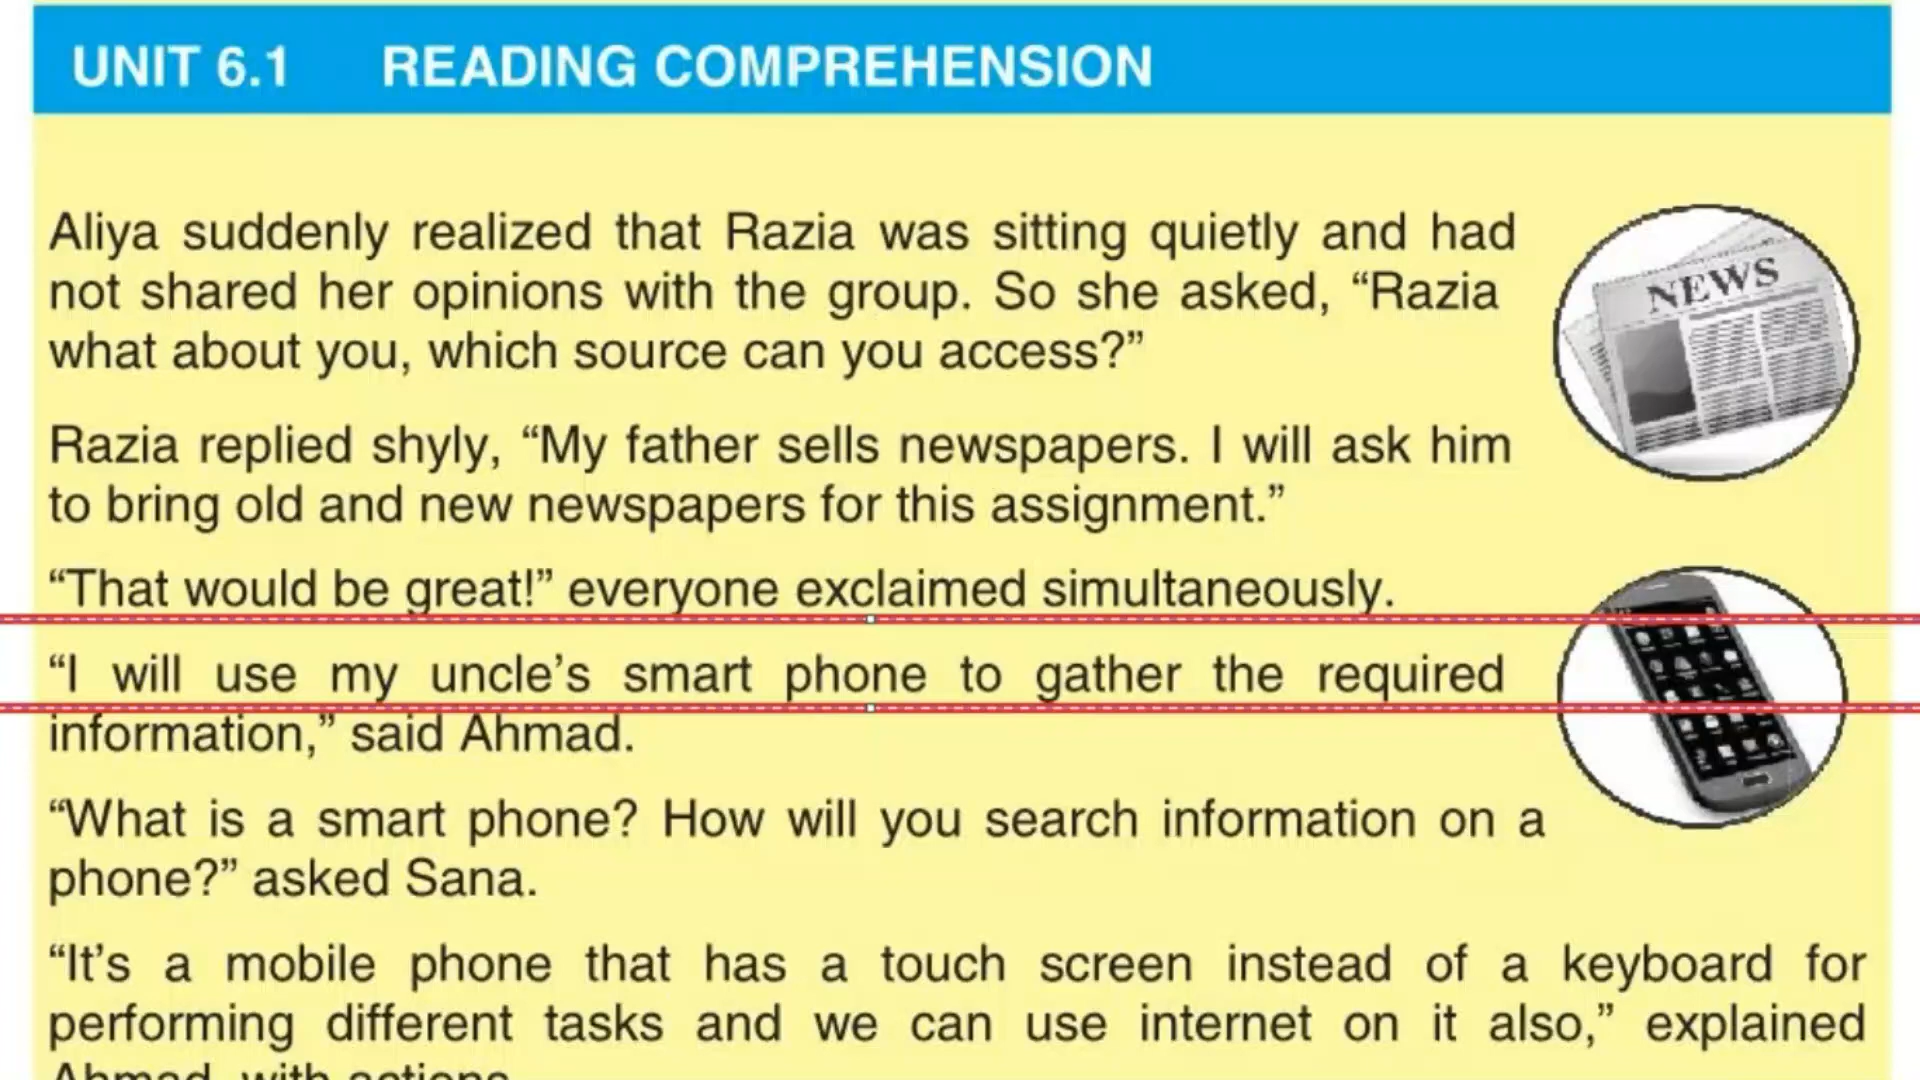 UNIT 6.1 READING COMPREHENSION
Aliya suddenly realized that Razia was sitting quietly and had
not shared her opinions with the group. So she asked, “Razia
what about you, which source can you access?”
NEWS
Razia replied shyly, “My father sells newspapers. I will ask him
to bring old and new newspapers for this assignment.”
“That would be great!” everyone exclaimed simultaneously.
“I will use my uncle’s smart phone to gather the required
information,” said Ahmad.
“What is a smart phone? How will you search information on a
phone?” asked Sana.
“It’s a mobile phone that has a touch screen instead of a keyboard for
performing different tasks and we can use internet on it also,” explained
Ahmad, with actions.